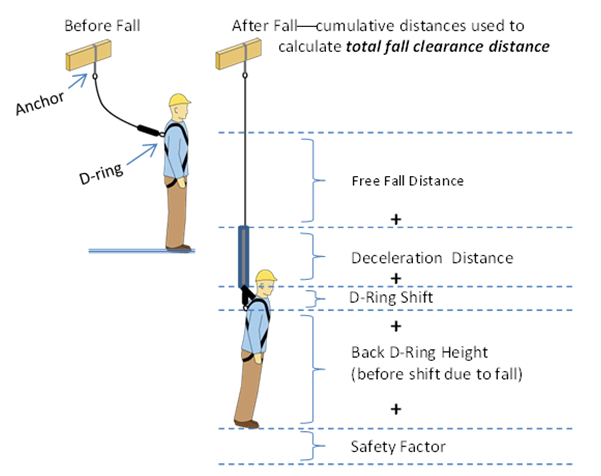 Before Fall
After Fall—cumulative distances used to
calculate total fall clearance distance
Anchor
D-ring
Free Fall Distance
+
Deceleration Distance
+
D-Ring Shift
+
Back D-Ring Height
(before shift due to fall)
+
Safety Factor